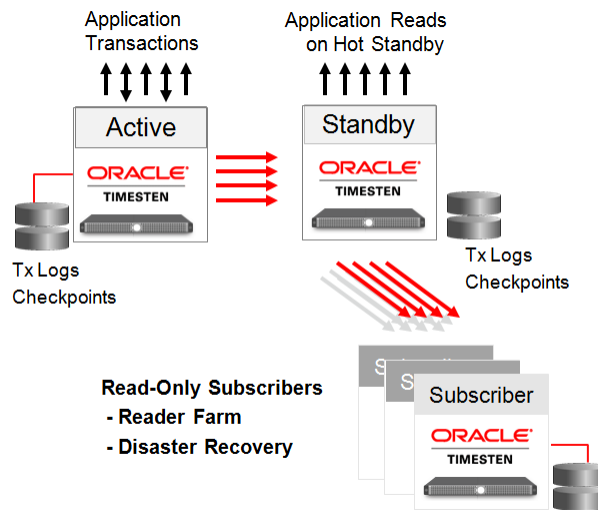 Application
Transactions
Application Reads
on Hot Standby
Active
ORACLE®
TIMESTEN
Standby
ORACLE®
TIMESTEN
Tx Logs
Checkpoints
Tx Logs
Checkpoints
Read-Only Subscribers
- Reader Farm
- Disaster Recovery
Subscriber
ORACLE®
TIMESTEN